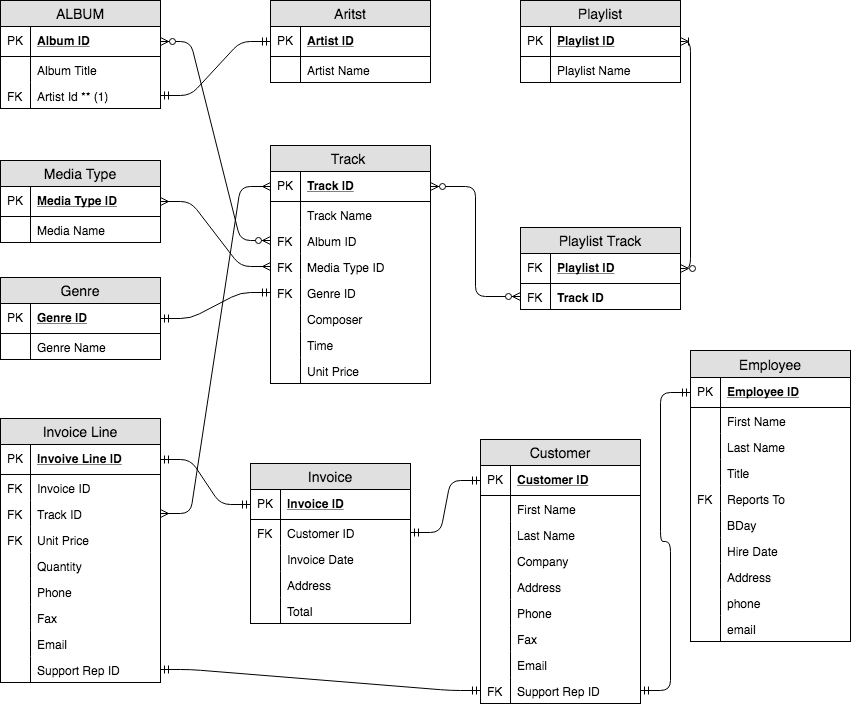 ALBUM
PK Album ID
Album Title
FK Artist Id ** (1)
Aritst
PK Artist ID
Artist Name
Playlist
PK Playlist ID
Playlist Name
Media Type
PK Media Type ID
Media Name
Track
PK Track ID
Track Name
FK Album ID
FK Media Type ID
FK Genre ID
Composer
Time
Unit Price
Playlist Track
FK Playlist ID
FK Track ID
Genre
PK Genre ID
Genre Name
Employee
PK Employee ID
First Name
Last Name
Title
FK Reports To
BDay
Hire Date
Address
phone
email
Invoice Line
PK Invoive Line ID
FK Invoice ID
FK Track ID
FK Unit Price
Quantity
Phone
Fax
Email
Support Rep ID
Invoice
PK Invoice ID
FK Customer ID
Invoice Date
Address
Total
Customer
PK Customer ID
First Name
Last Name
Company
Address
Phone
Fax
Email
FK Support Rep ID